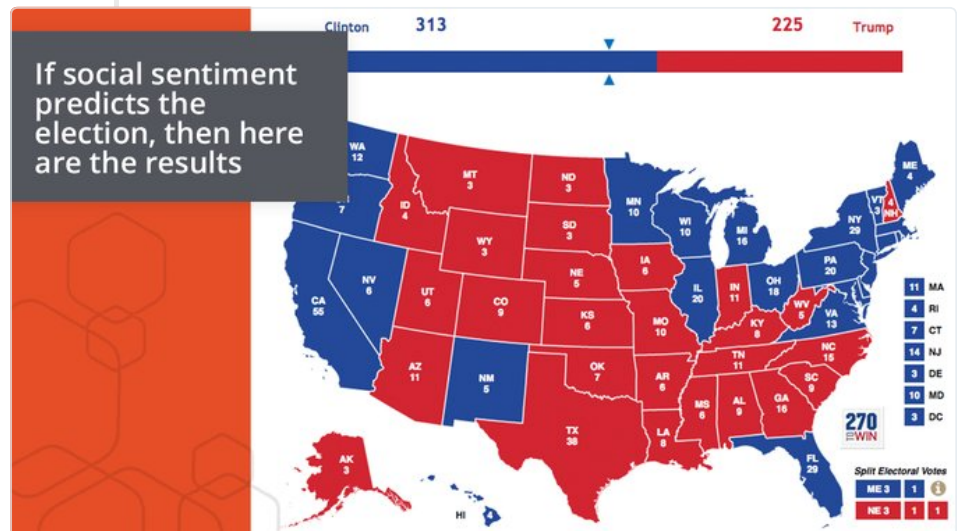 Clinton 313 225 Trump
If social sentiment
predicts the
election, then here
are the results
WA
12
7
ID
4
MT
3
ND
3
MN
10
WI
10
MI
16
ME
4
VT
3
4
NH
NY
29
SD
3
WY
3
IA
6
NE
5
PA
20
NV
6
UT
6
CO
9
CA
55
IL
20
IN
11
OH
18
WV
5
VA
13
KS
6
MO
10
KY
8
NC
15
TN
11
AZ
11
NM
5
OK
7
AR
6
SC
9
MS
6
AL
9
GA
16
TX
38
LA
8
FL
29
AK
3
HI
4
11 MA
4 RI
7 CT
14 NJ
3 DE
10 MD
3 DC
270
TO
WIN
Split Electoral Votes
ME 3 1 i
NE 3 1 1